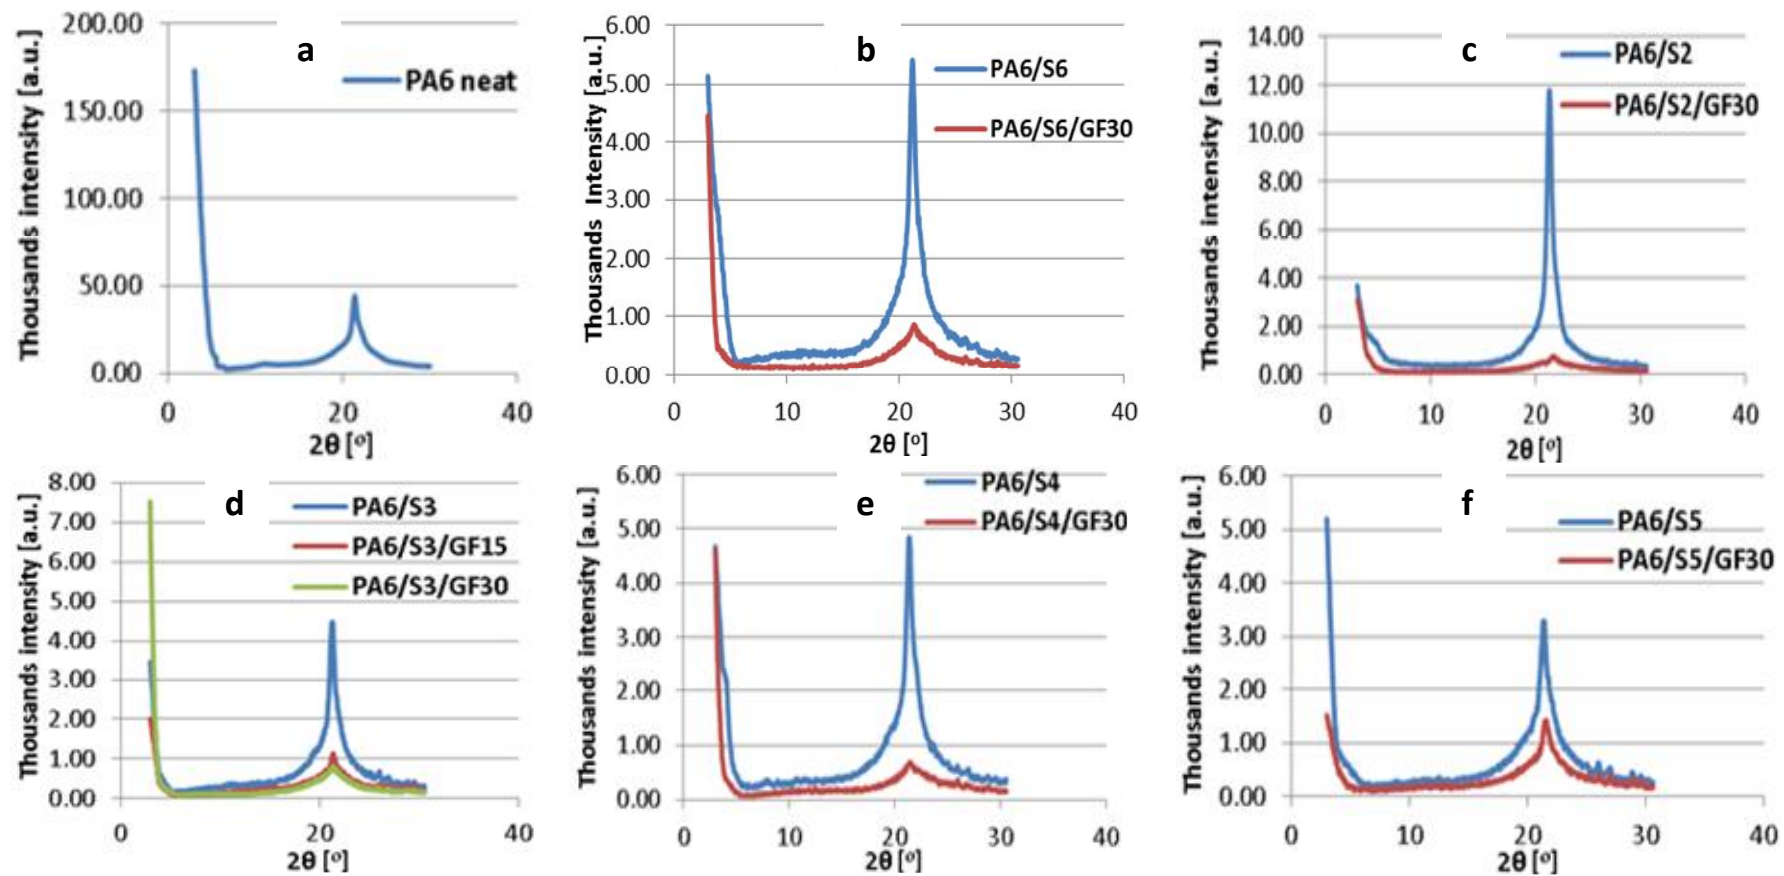 a
PA6 neat
Thousands intensity [a.u.]
200.00
150.00
100.00
50.00
0.00
0 20 40
2θ [º]
b
PA6/S6
PA6/S6/GF30
Thousands Intensity [a.u.]
6.00
5.00
4.00
3.00
2.00
1.00
0.00
0 10 20 30 40
2θ [º]
c
PA6/S2
PA6/S2/GF30
Thousands intensity [a.u.]
14.00
12.00
10.00
8.00
6.00
4.00
2.00
0.00
0 10 20 30 40
2θ [º]
d
PA6/S3
PA6/S3/GF15
PA6/S3/GF30
Thousands intensity [a.u.]
8.00
7.00
6.00
5.00
4.00
3.00
2.00
1.00
0.00
0 20 40
2θ [º]
e
PA6/S4
PA6/S4/GF30
Thousands intensity [a.u.]
6.00
5.00
4.00
3.00
2.00
1.00
0.00
0 10 20 30 40
2θ [º]
f
PA6/S5
PA6/S5/GF30
Thousands intensity [a.u.]
6.00
5.00
4.00
3.00
2.00
1.00
0.00
0 10 20 30 40
2θ [º]